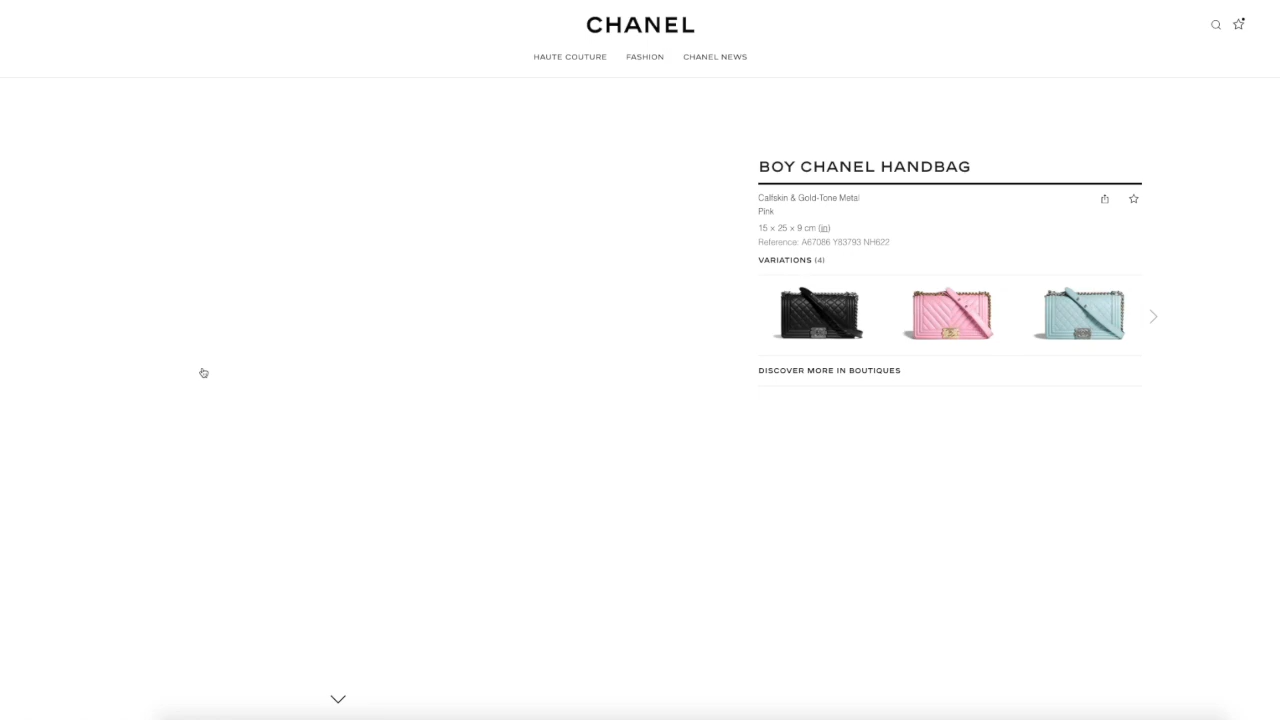 CHANEL
HAUTE COUTURE FASHION CHANEL NEWS
BOY CHANEL HANDBAG
Calfskin & Gold-Tone Metal
Pink
15 x 25 x 9 cm (in)
Reference: A67086 Y83793 NH622
VARIATIONS (4)
DISCOVER MORE IN BOUTIQUES